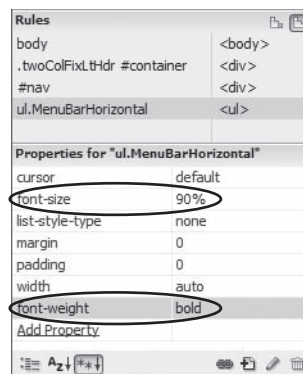 Rules
body <body>
.twoColFixLtHdr #container <div>
#nav <div>
ul.MenuBarHorizontal <ul>
Properties for "ul.MenuBarHorizontal"
cursor default
font-size 90%
list-style-type none
margin 0
padding 0
width auto
font-weight bold
Add Property
AZ↓ **↓